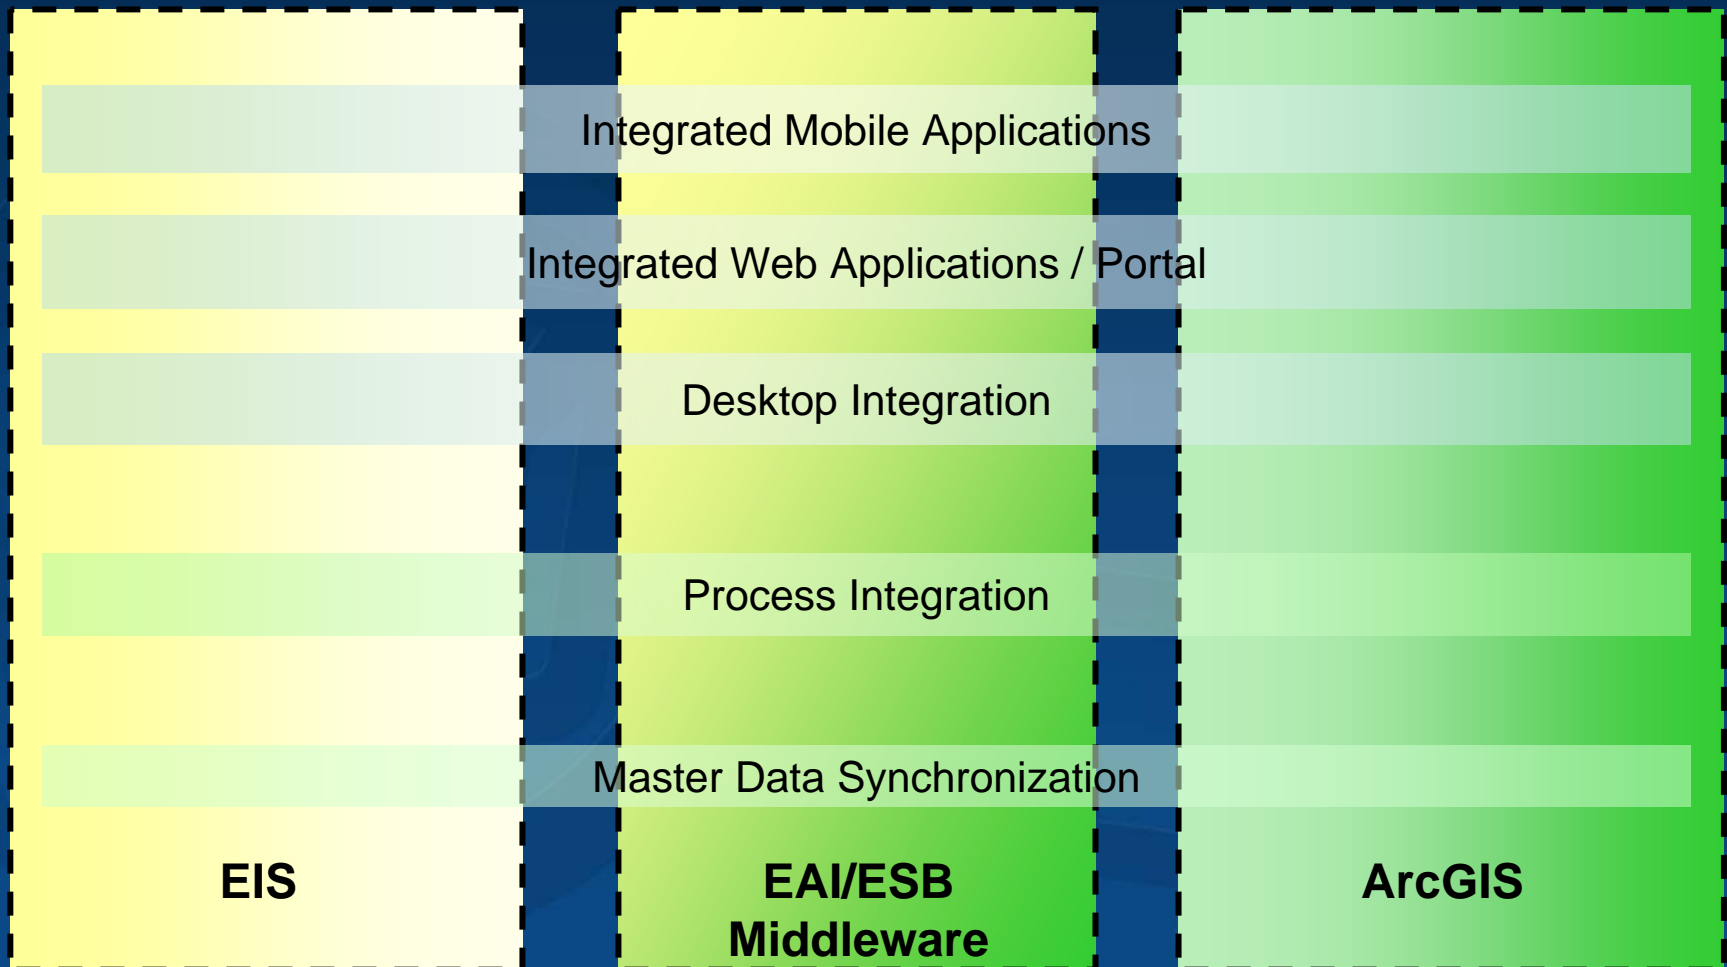 Integrated Mobile Applications
Integrated Web Applications / Portal
Desktop Integration
Process Integration
Master Data Synchronization
EIS
EAI/ESB
Middleware
ArcGIS